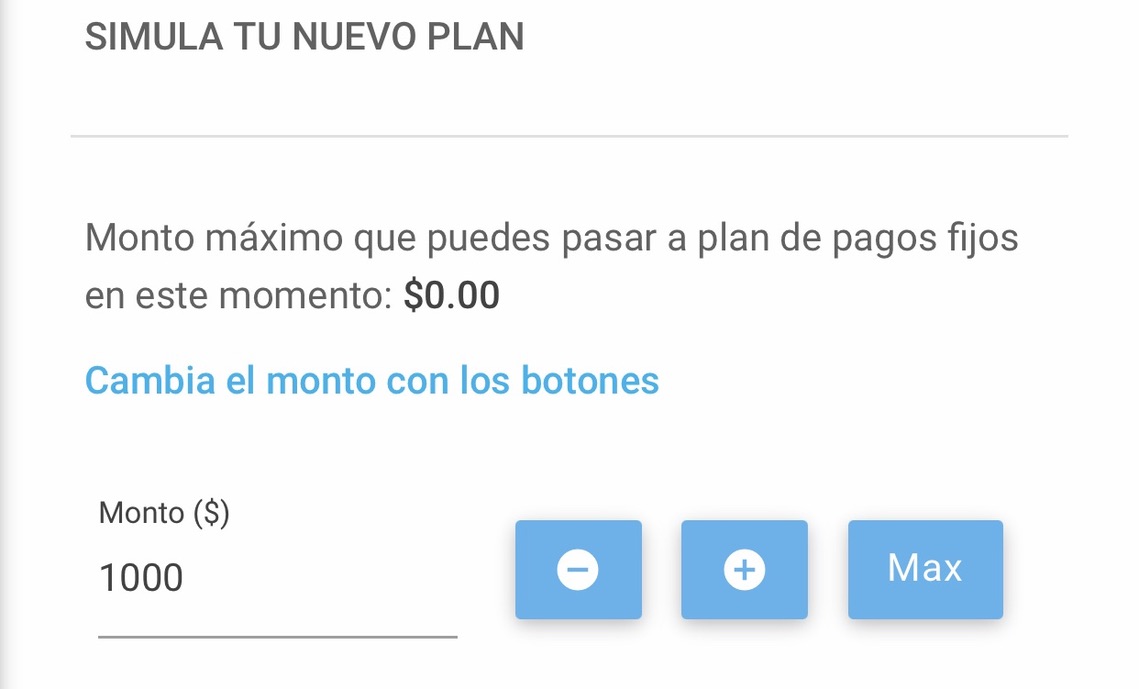 SIMULA TU NUEVO PLAN
Monto máximo que puedes pasar a plan de pagos fijos
en este momento: $0.00
Cambia el monto con los botones
Monto ($)
1000
Max